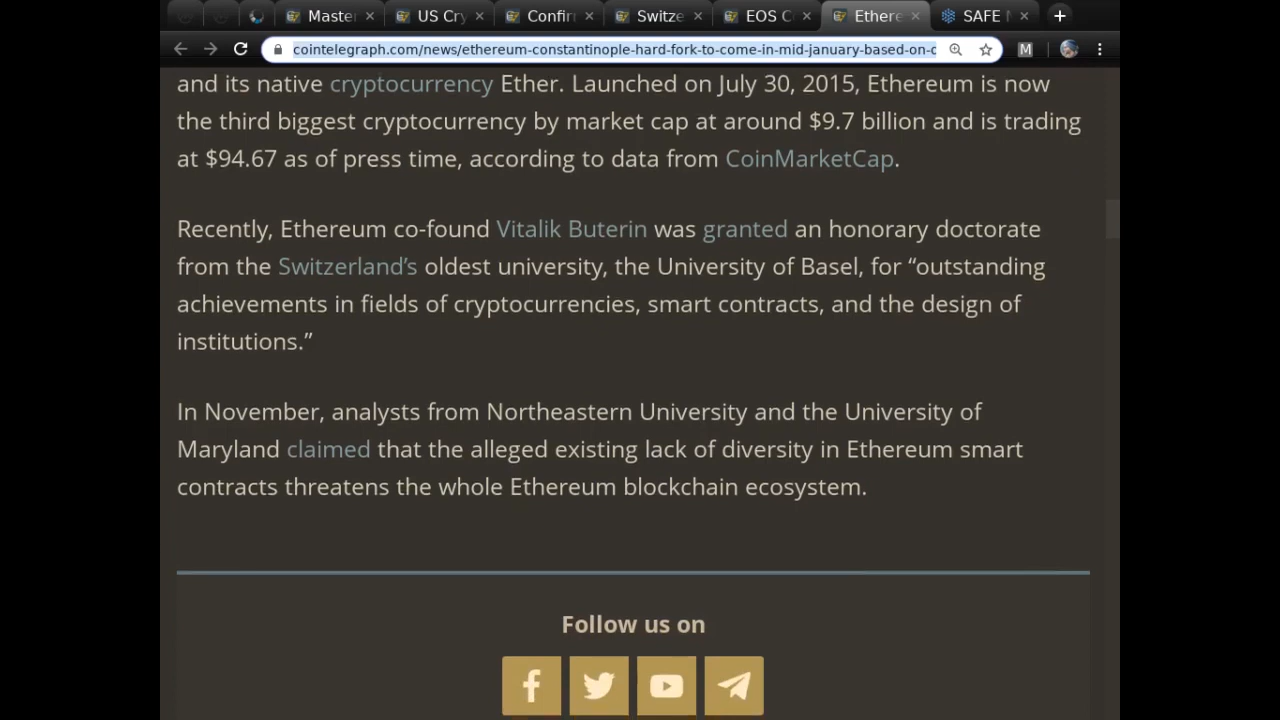 Master
US Cry
Confir
Switze
EOS C
Ethere
SAFE N
cointelegraph.com/news/ethereum-constantinople-hard-fork-to-come-in-mid-january-based-on-c
M
and its native cryptocurrency Ether. Launched on July 30, 2015, Ethereum is now
the third biggest cryptocurrency by market cap at around $9.7 billion and is trading
at $94.67 as of press time, according to data from CoinMarketCap.
Recently, Ethereum co-found Vitalik Buterin was granted an honorary doctorate
from the Switzerland’s oldest university, the University of Basel, for “outstanding
achievements in fields of cryptocurrencies, smart contracts, and the design of
institutions.”
In November, analysts from Northeastern University and the University of
Maryland claimed that the alleged existing lack of diversity in Ethereum smart
contracts threatens the whole Ethereum blockchain ecosystem.
Follow us on